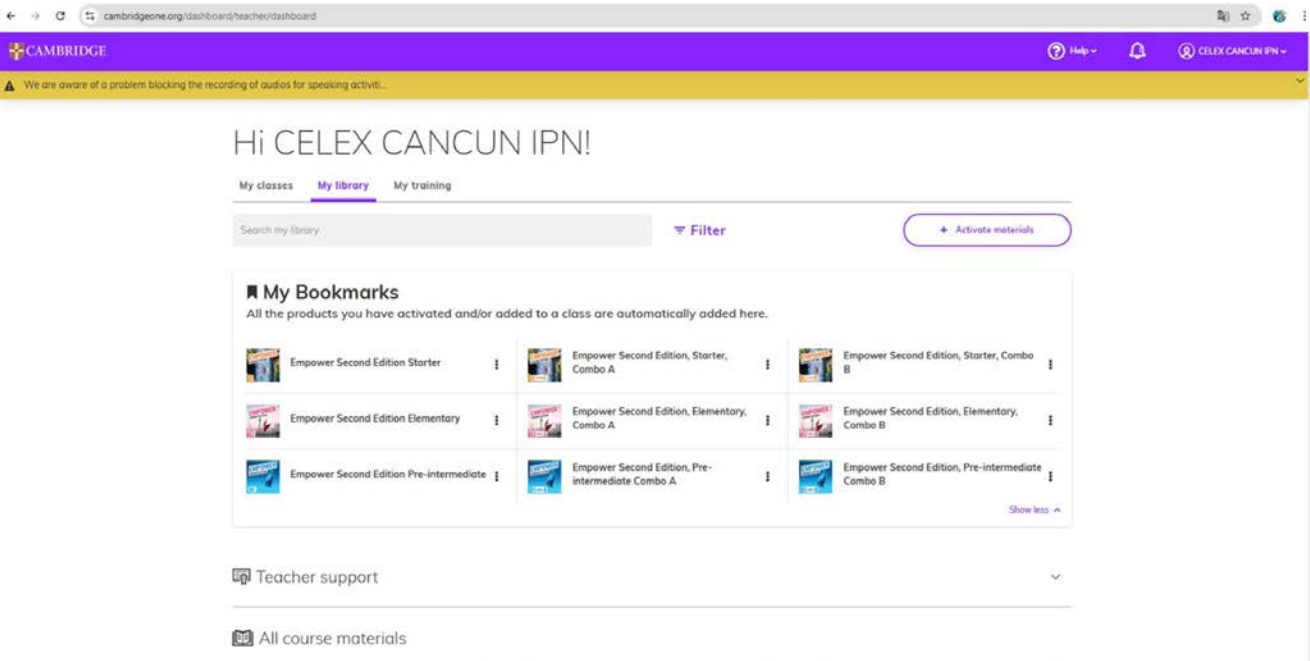 cambridgeone.org/dashboard/teacher/dashboard
CAMBRIDGE
Help
CELEX CANCUN IPN
We are aware of a problem blocking the recording of audios for speaking activiti...
Hi CELEX CANCUN IPN!
My classes My library My training
Search my library
Filter
+ Activate materials
My Bookmarks
All the products you have activated and/or added to a class are automatically added here.
Empower Second Edition Starter
Empower Second Edition, Starter,
Combo A
Empower Second Edition, Starter, Combo
B
Empower Second Edition Elementary
Empower Second Edition, Elementary,
Combo A
Empower Second Edition, Elementary,
Combo B
Empower Second Edition Pre-intermediate
Empower Second Edition, Pre-
intermediate Combo A
Empower Second Edition, Pre-intermediate
Combo B
Show less
Teacher support
All course materials